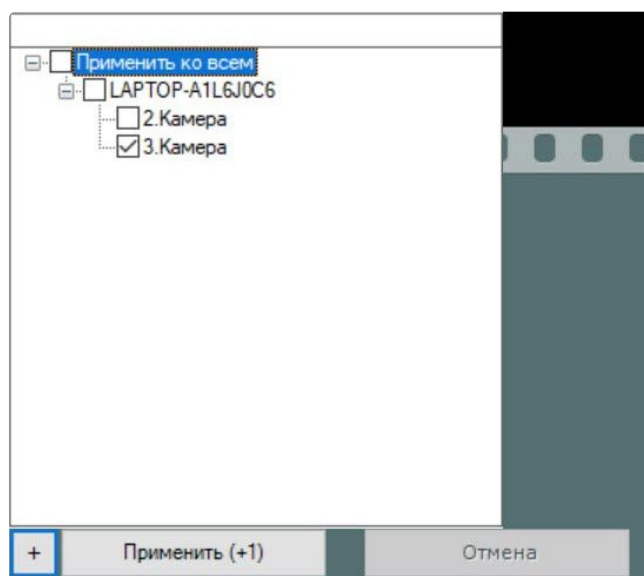 Применить ко всем
LAPTOP-A1L6J0C6
2.Камера
3.Камера
+ Применить (+1) Отмена